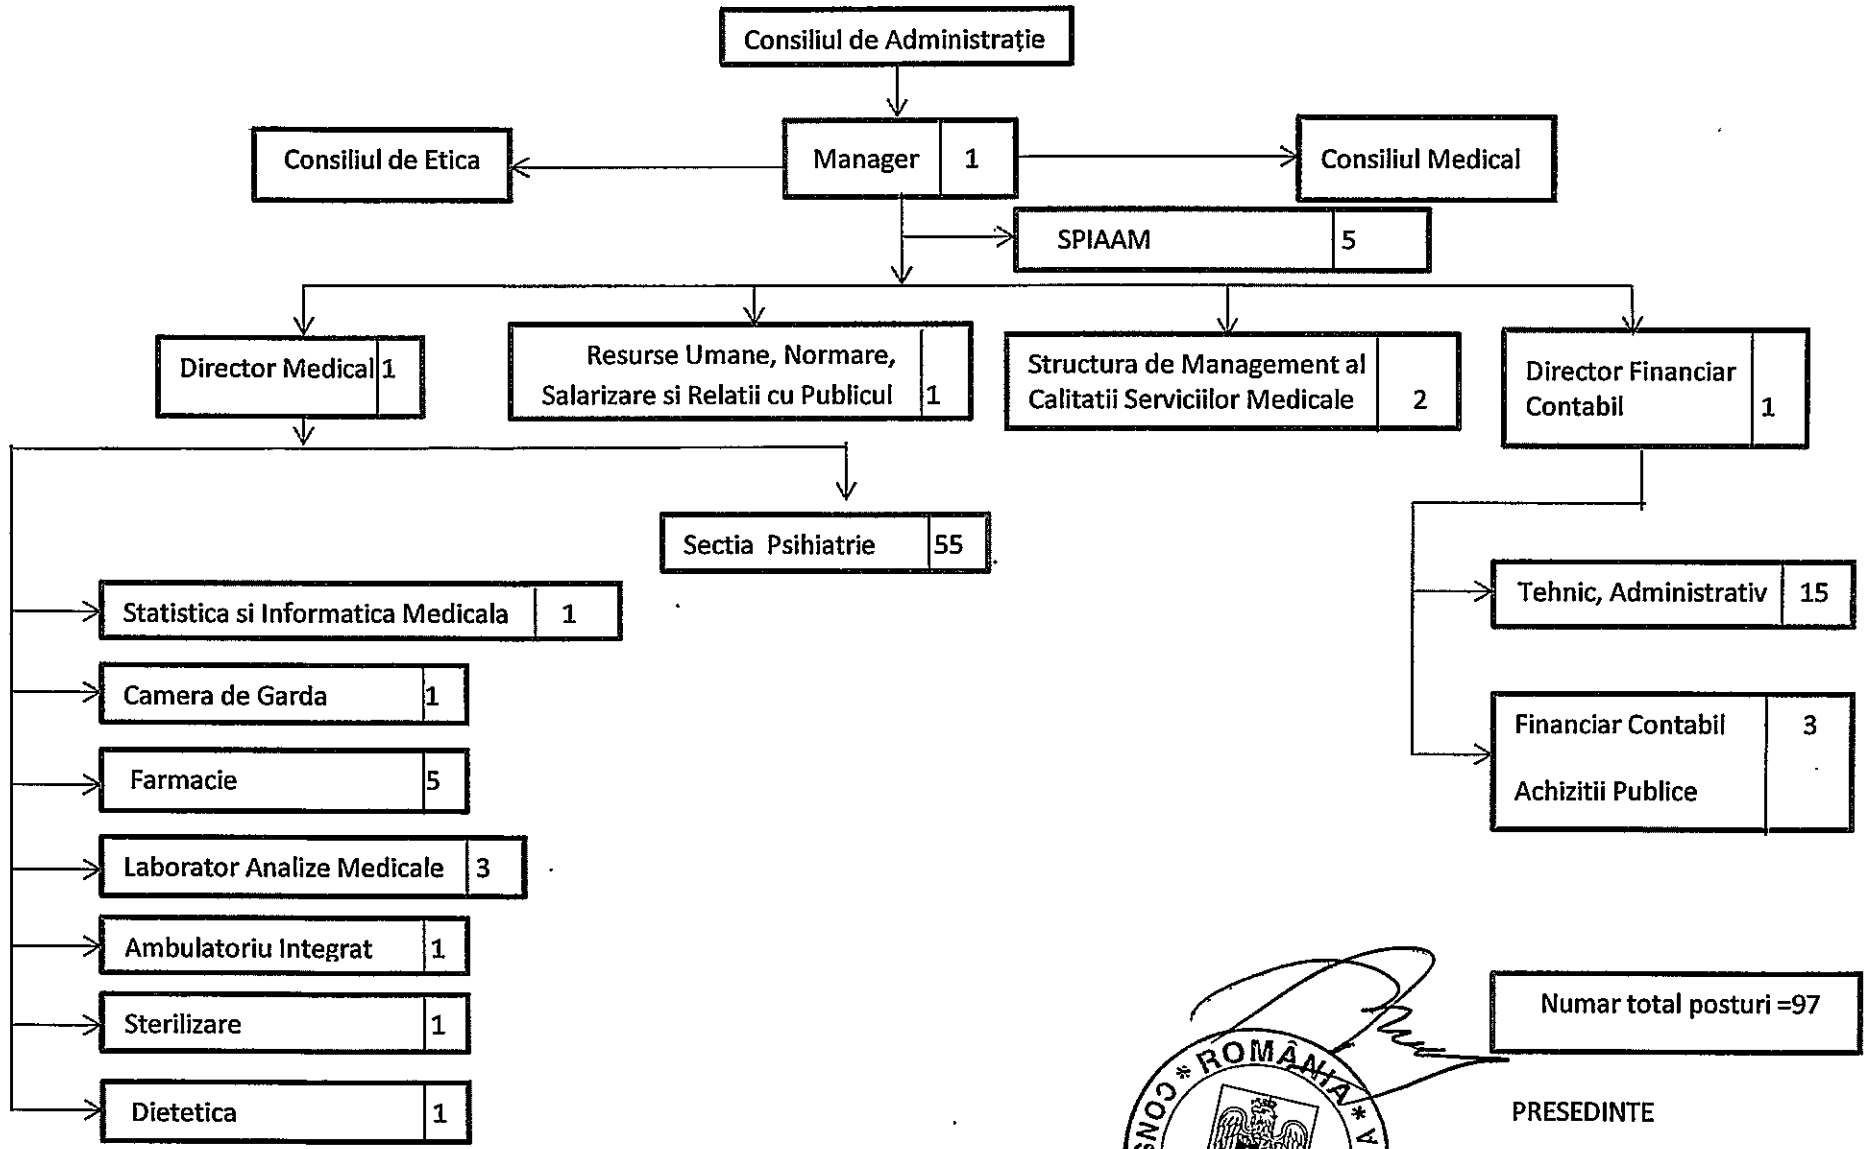 Consiliul de Administrație
Consiliul de Etica
Manager 1
Consiliul Medical
SPIAAM 5
Director Medical 1
Resurse Umane, Normare,
Salarizare si Relatii cu Publicul 1
Structura de Management al
Calitatii Serviciilor Medicale 2
Director Financiar
Contabil 1
Sectia Psihiatrie 55
Statistica si Informatica Medicala 1
Camera de Garda 1
Farmacie 5
Laborator Analize Medicale 3
Ambulatoriu Integrat 1
Sterilizare 1
Dietetica 1
Tehnic, Administrativ 15
Financiar Contabil 3
Achizitii Publice
Numar total posturi =97
* ROMÂNIA *
PRESEDINTE